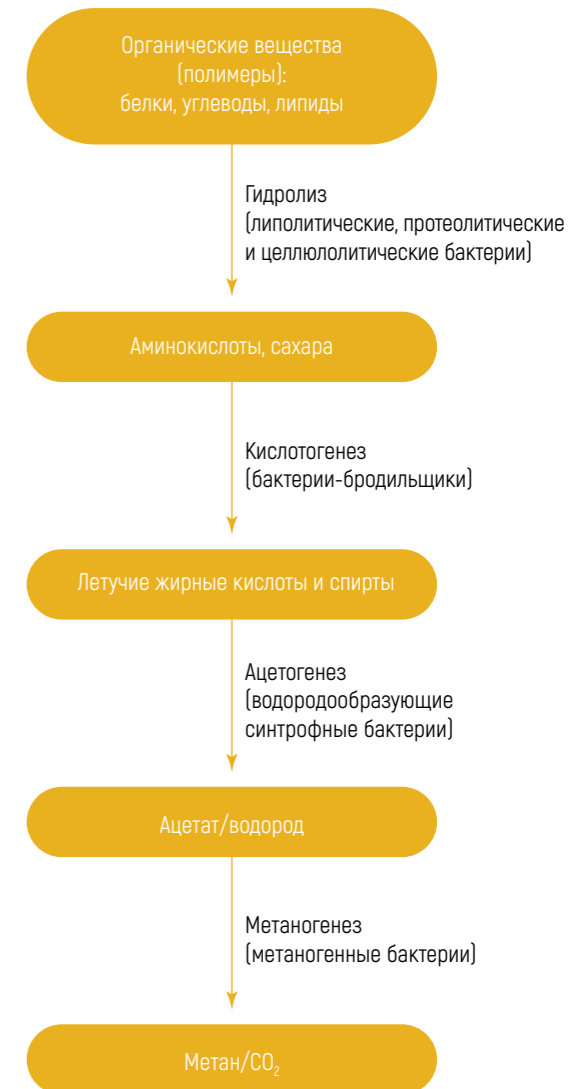 Органические вещества
(полимеры):
белки, углеводы, липиды
Гидролиз
(липолитические, протеолитические
и целлюлолитические бактерии)
Аминокислоты, сахара
Кислотогенез
(бактерии-бродильщики)
Летучие жирные кислоты и спирты
Ацетогенез
(водородообразующие
синтрофные бактерии)
Ацетат/водород
Метаногенез
(метаногенные бактерии)
Метан/CO₂